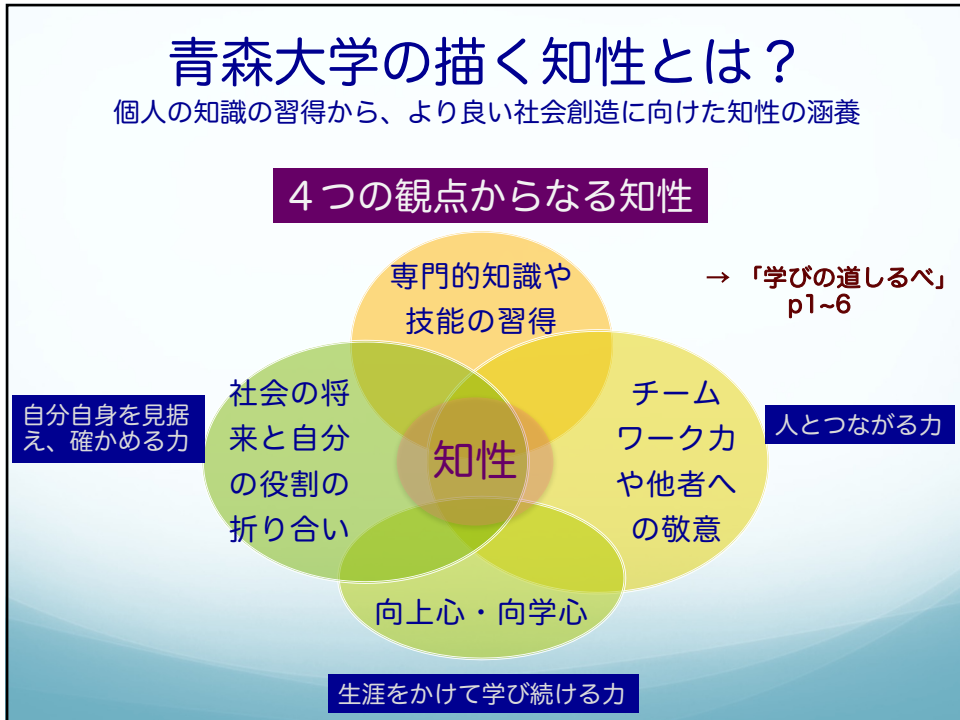 青森大学の描く知性とは？
個人の知識の習得から、より良い社会創造に向けた知性の涵養
４つの観点からなる知性
専門的知識や
技能の習得
→ 「学びの道しるべ」
p1~6
自分自身を見据
え、確かめる力
社会の将
来と自分
の役割の
折り合い
知性
チーム
ワーク力
や他者へ
の敬意
人とつながる力
向上心・向学心
生涯をかけて学び続ける力